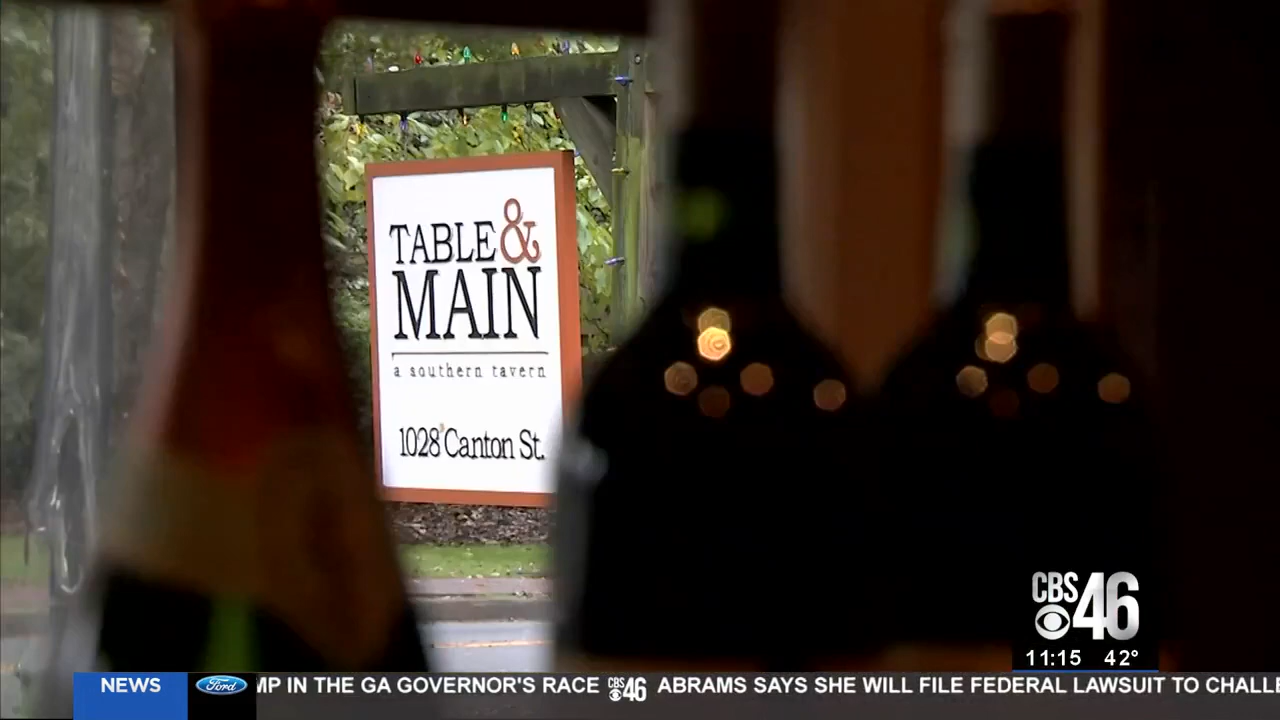 TABLE &
MAIN
a southern tavern
1028 Canton St.
CBS 46
11:15 42°
NEWS Ford MP IN THE GA GOVERNOR'S RACE CBS 46 ABRAMS SAYS SHE WILL FILE FEDERAL LAWSUIT TO CHALLE